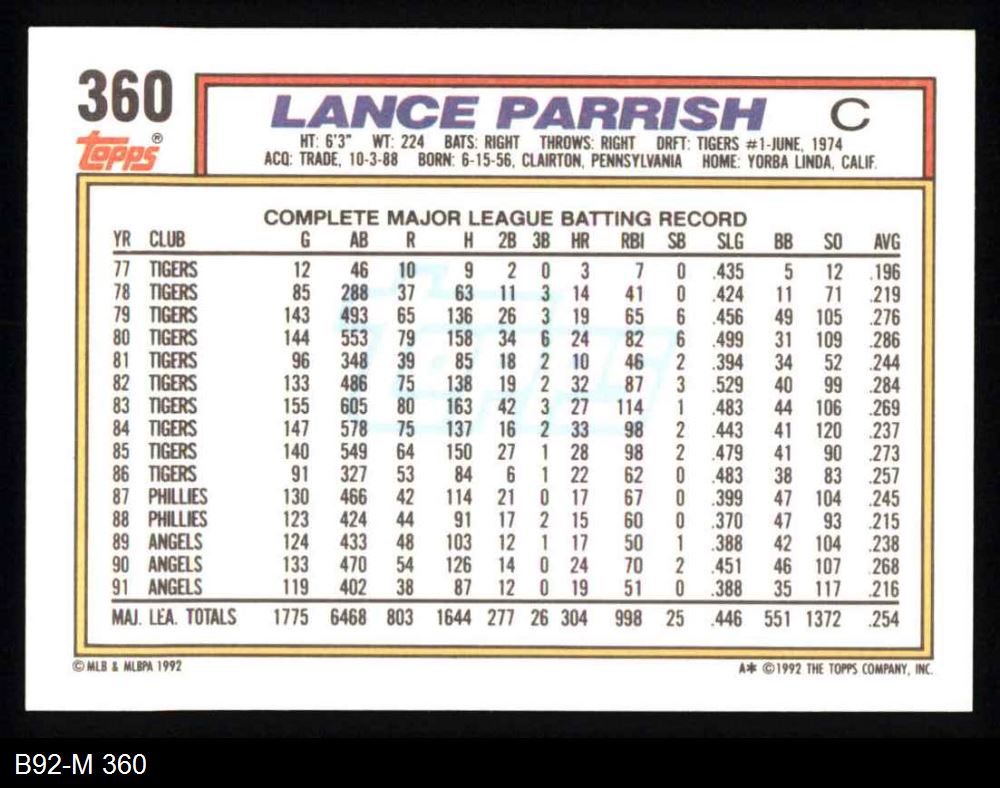 360
Topps®
LANCE PARRISH C
HT: 6'3" WT: 224 BATS: RIGHT THROWS: RIGHT DRFT: TIGERS #1-JUNE, 1974
ACQ: TRADE, 10-3-88 BORN: 6-15-56, CLAIRTON, PENNSYLVANIA HOME: YORBA LINDA, CALIF.
COMPLETE MAJOR LEAGUE BATTING RECORD
YR CLUB G AB R H 2B 3B HR RBI SB SLG BB SO AVG
77 TIGERS 12 46 10 9 2 0 3 7 0 .435 5 12 .196
78 TIGERS 85 288 37 63 11 3 14 41 0 .424 11 71 .219
79 TIGERS 143 493 65 136 26 3 19 65 6 .456 49 105 .276
80 TIGERS 144 553 79 158 34 6 24 82 6 .499 31 109 .286
81 TIGERS 96 348 39 85 18 2 10 46 2 .394 34 52 .244
82 TIGERS 133 486 75 138 19 2 32 87 3 .529 40 99 .284
83 TIGERS 155 605 80 163 42 3 27 114 1 .483 44 106 .269
84 TIGERS 147 578 75 137 16 2 33 98 2 .443 41 120 .237
85 TIGERS 140 549 64 150 27 1 28 98 2 .479 41 90 .273
86 TIGERS 91 327 53 84 6 1 22 62 0 .483 38 83 .257
87 PHILLIES 130 466 42 114 21 0 17 67 0 .399 47 104 .245
88 PHILLIES 123 424 44 91 17 2 15 60 0 .370 47 93 .215
89 ANGELS 124 433 48 103 12 1 17 50 1 .388 42 104 .238
90 ANGELS 133 470 54 126 14 0 24 70 2 .451 46 107 .268
91 ANGELS 119 402 38 87 12 0 19 51 0 .388 35 117 .216
MAJ. LEA. TOTALS 1775 6468 803 1644 277 26 304 998 25 .446 551 1372 .254
Topps
© MLB & MLBPA 1992 A* ©1992 THE TOPPS COMPANY, INC.
B92-M 360